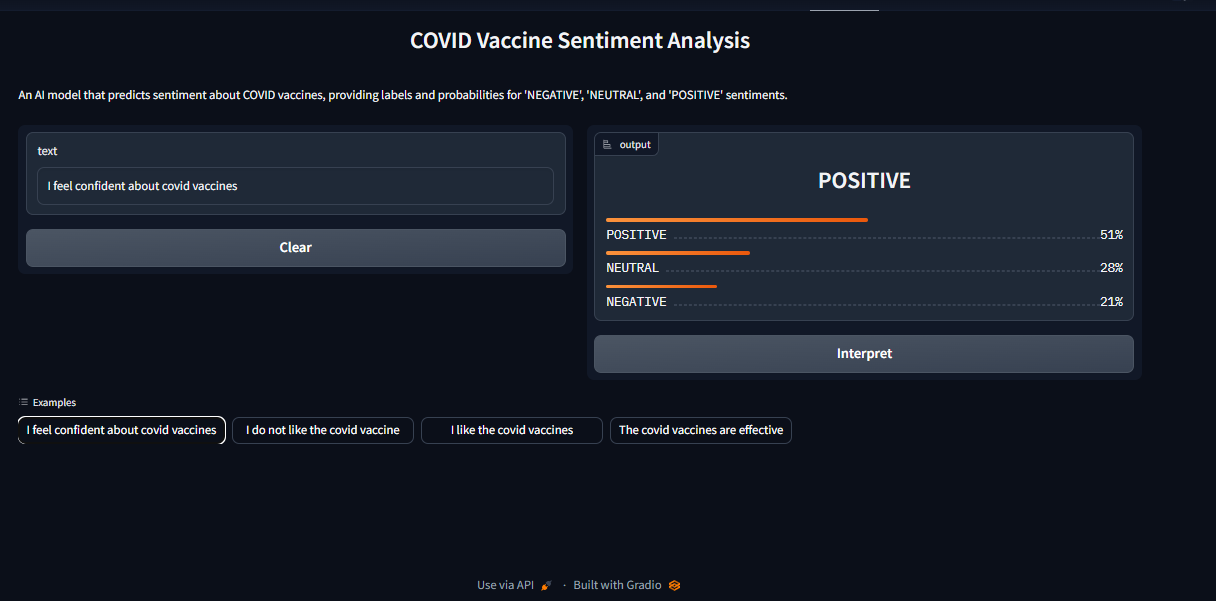 COVID Vaccine Sentiment Analysis
An AI model that predicts sentiment about COVID vaccines, providing labels and probabilities for 'NEGATIVE', 'NEUTRAL', and 'POSITIVE' sentiments.
text
I feel confident about covid vaccines
Clear
output
POSITIVE
POSITIVE 51%
NEUTRAL 28%
NEGATIVE 21%
Interpret
Examples
I feel confident about covid vaccines
I do not like the covid vaccine
I like the covid vaccines
The covid vaccines are effective
Use via API · Built with Gradio